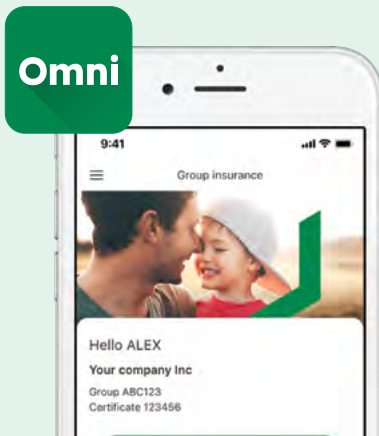 Omni
9:41
Group insurance
Hello ALEX
Your company Inc
Group ABC123
Certificate 123456